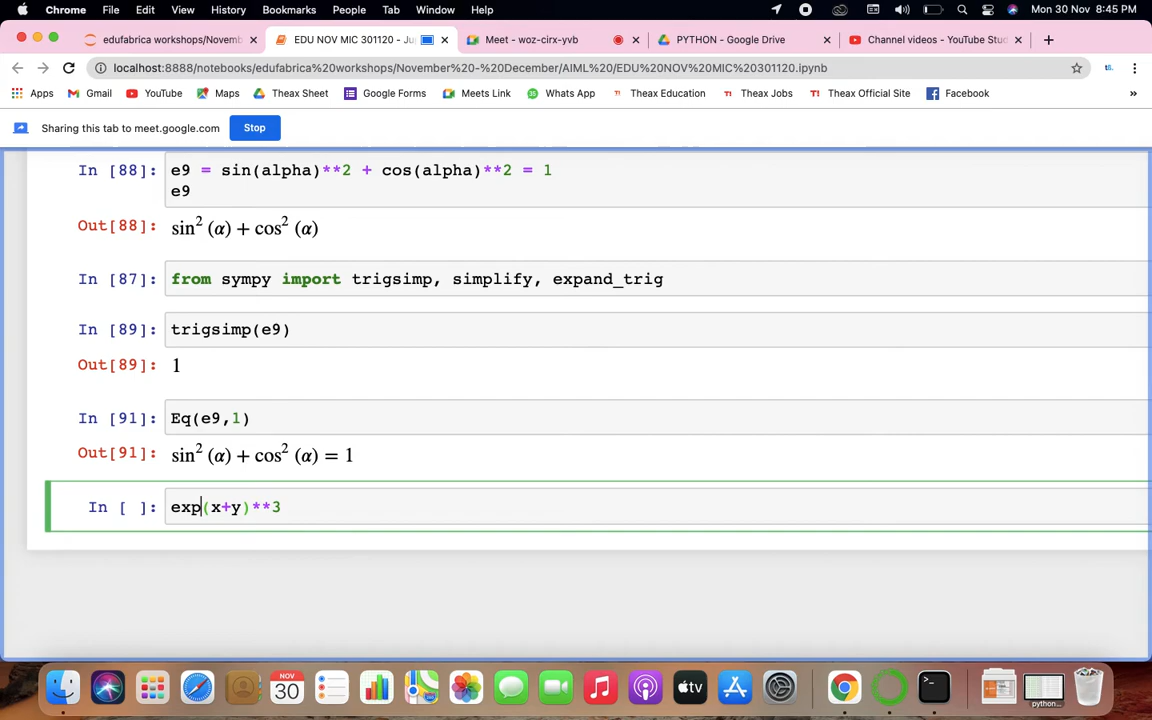 Chrome File Edit View History Bookmarks People Tab Window Help Mon 30 Nov 8:45 PM
edufabrica workshops/Novemb EDU NOV MIC 301120 - Ju Meet - woz-cirx-yvb PYTHON - Google Drive Channel videos - YouTube Stu
localhost:8888/notebooks/edufabrica%20workshops/November%20-%20December/AIML%20/EDU%20NOV%20MIC%20301120.ipynb
Apps Gmail YouTube Maps Theax Sheet Google Forms Meets Link Whats App Theax Education Theax Jobs Theax Official Site Facebook »
Sharing this tab to meet.google.com Stop
In [88]: e9 = sin(alpha)**2 + cos(alpha)**2 = 1
e9
Out[88]: sin² (α) + cos² (α)
In [87]: from sympy import trigsimp, simplify, expand_trig
In [89]: trigsimp(e9)
Out[89]: 1
In [91]: Eq(e9,1)
Out[91]: sin² (α) + cos² (α) = 1
In [ ]: exp(x+y)**3
NOV
30
tv
python...